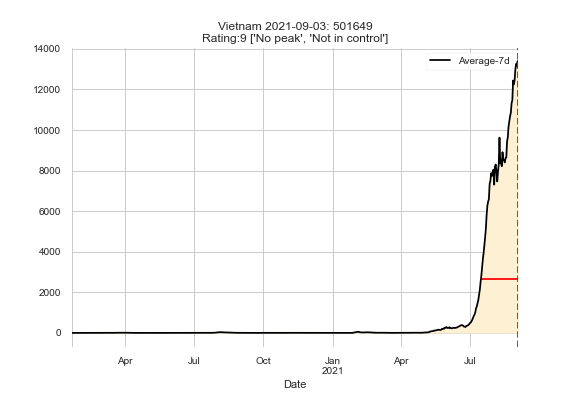 Vietnam 2021-09-03: 501649
Rating:9 ['No peak', 'Not in control']
Average-7d
14000
12000
10000
8000
6000
4000
2000
0
Apr
Jul
Oct
Jan
2021
Apr
Jul
Date